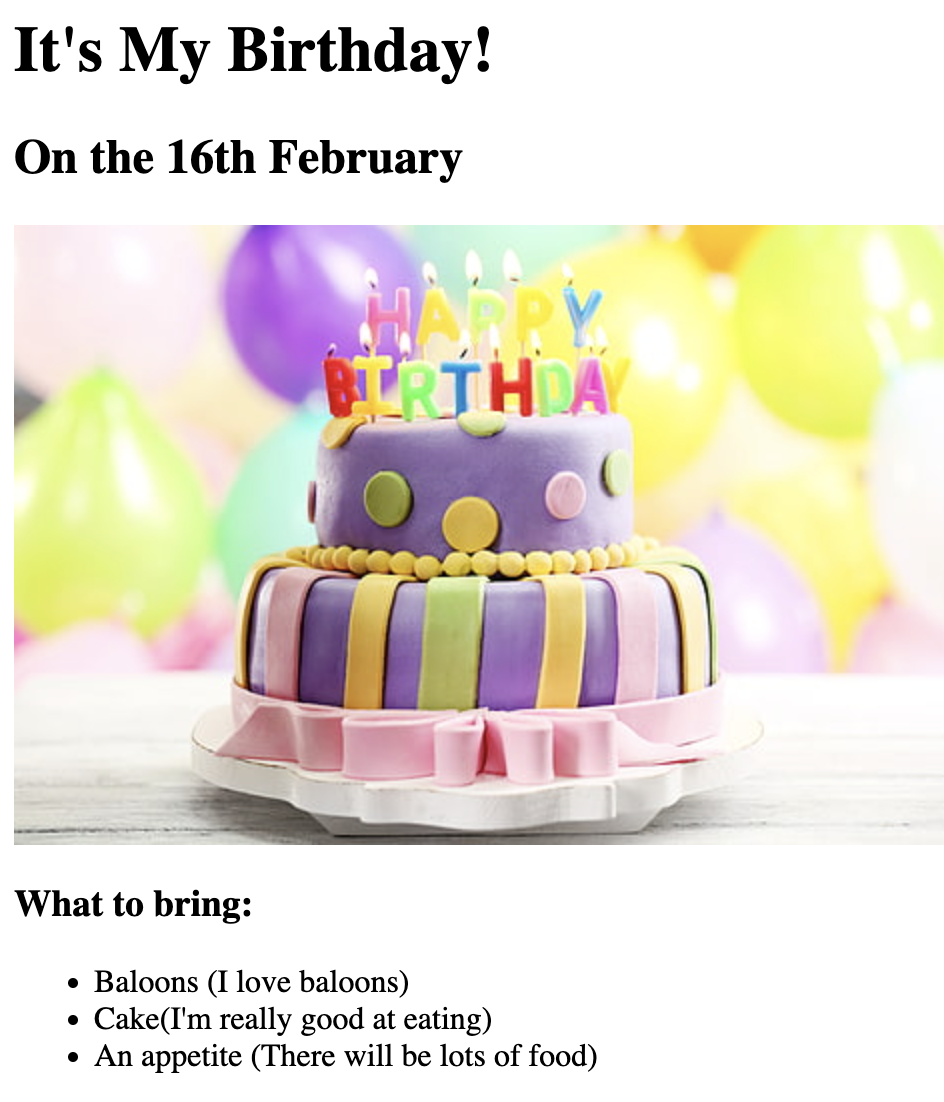 It's My Birthday!
On the 16th February
HAPPY
BIRTHDAY
What to bring:
Baloons (I love baloons)
Cake(I'm really good at eating)
An appetite (There will be lots of food)